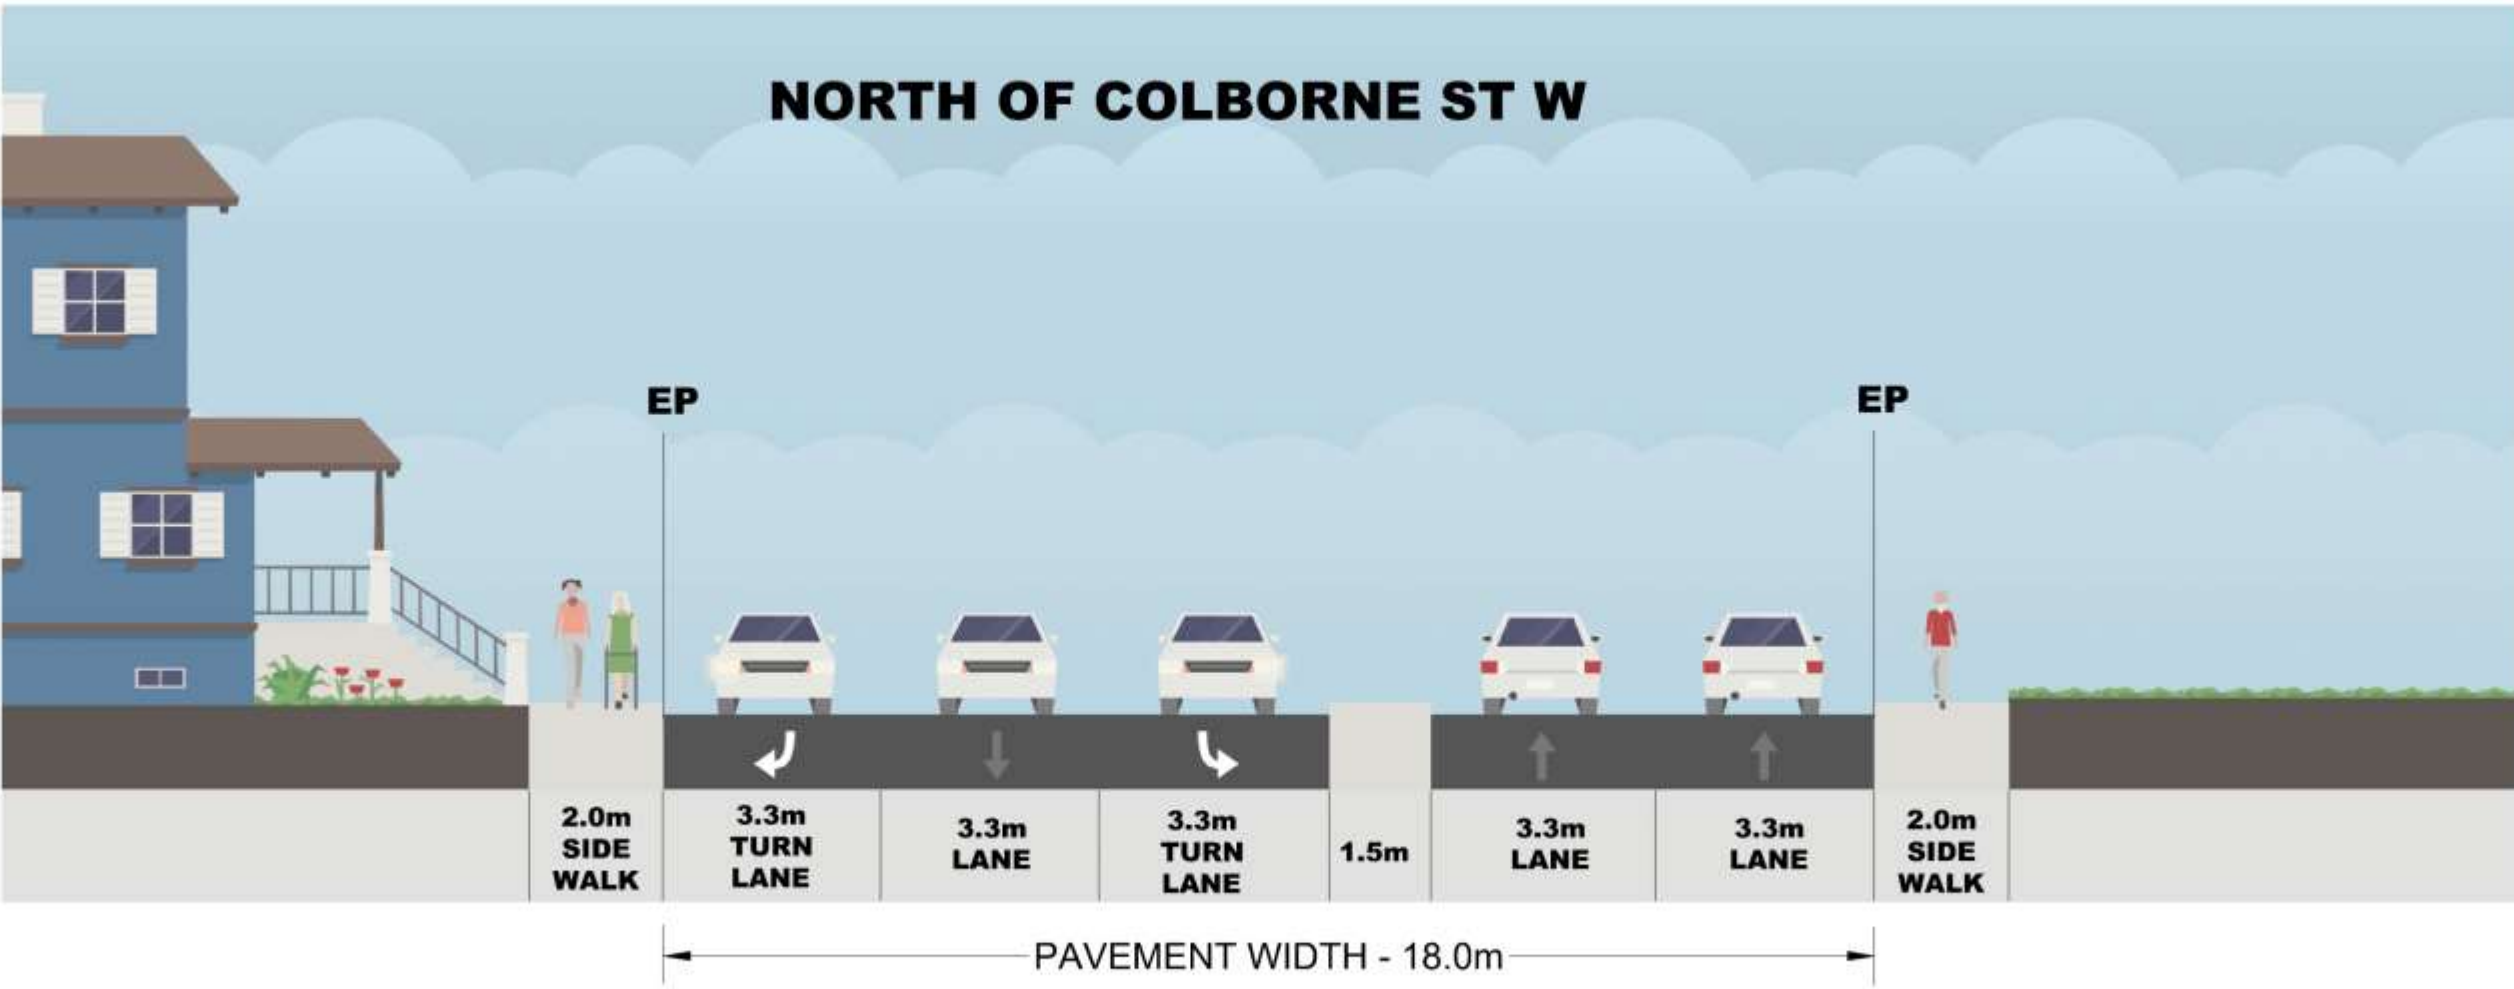 NORTH OF COLBORNE ST W
EP
EP
2.0m
SIDE
WALK
3.3m
TURN
LANE
3.3m
LANE
3.3m
TURN
LANE
1.5m
3.3m
LANE
3.3m
LANE
2.0m
SIDE
WALK
PAVEMENT WIDTH - 18.0m